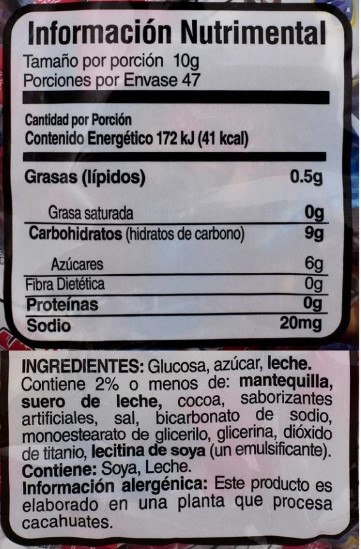 Información Nutrimental
Tamaño por porción 10g
Porciones por Envase 47
Cantidad por Porción
Contenido Energético 172 kJ (41 kcal)
Grasas (lípidos) 0.5g
Grasa saturada 0g
Carbohidratos (hidratos de carbono) 9g
Azúcares 6g
Fibra Dietética 0g
Proteínas 0g
Sodio 20mg
INGREDIENTES: Glucosa, azúcar, leche.
Contiene 2% o menos de: mantequilla,
suero de leche, cocoa, saborizantes
artificiales, sal, bicarbonato de sodio,
monoestearato de glicerilo, glicerina, dióxido
de titanio, lecitina de soya (un emulsificante).
Contiene: Soya, Leche.
Información alergénica: Este producto es
elaborado en una planta que procesa
cacahuates.